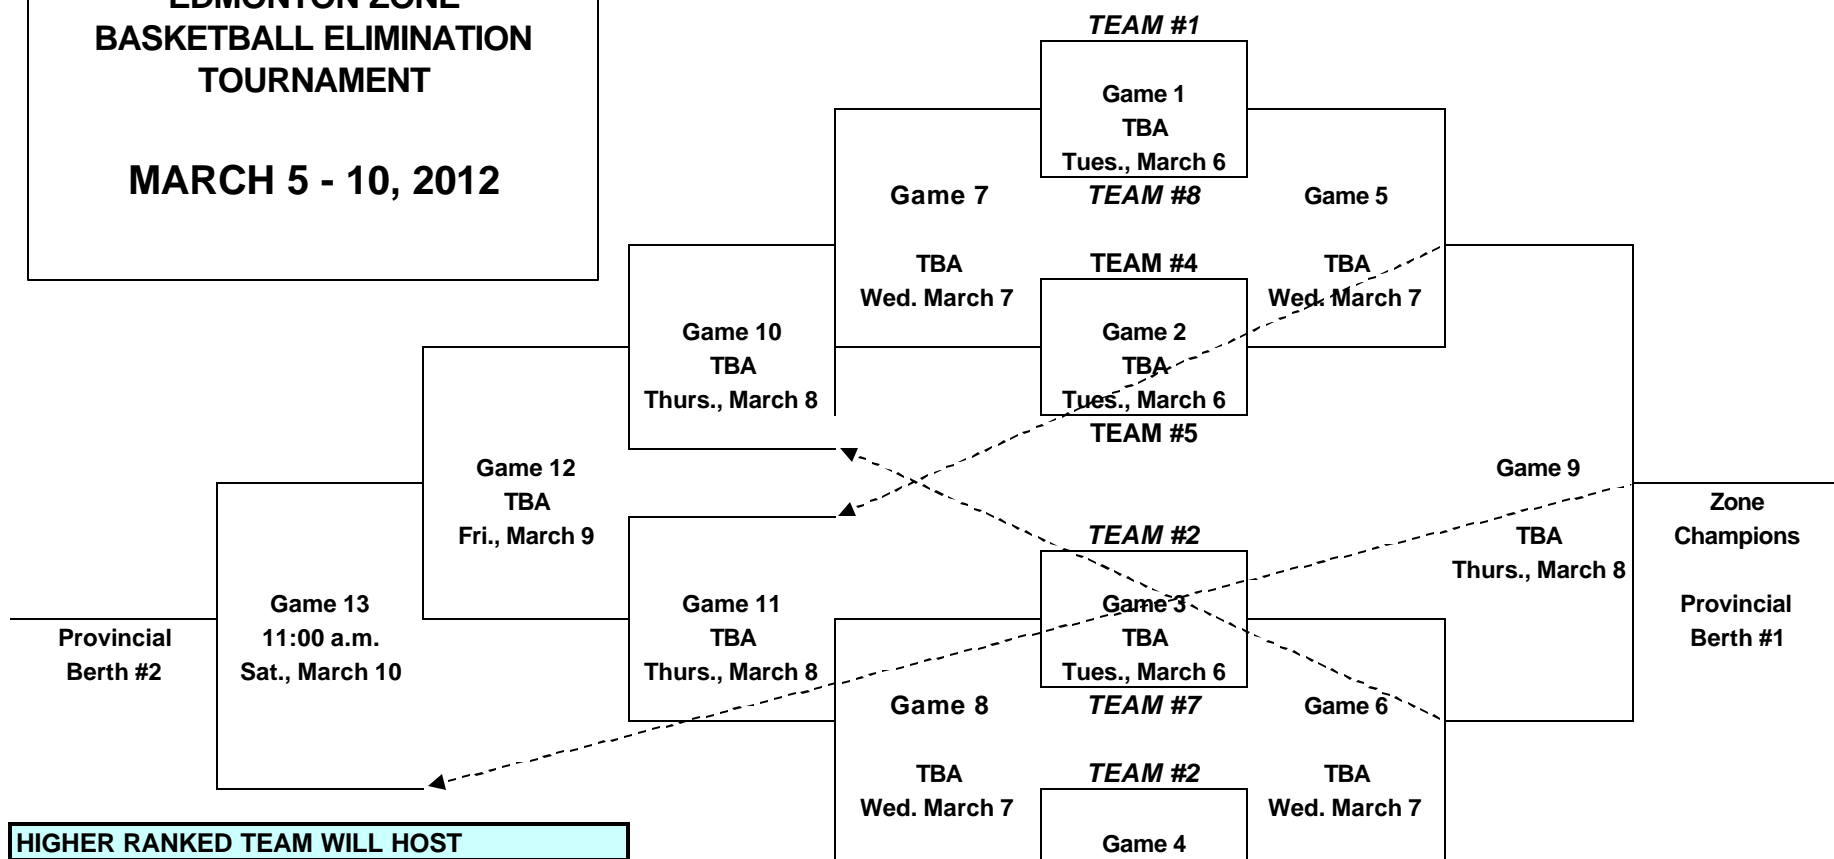 EDMONTON ZONE
BASKETBALL ELIMINATION
TOURNAMENT
MARCH 5 - 10, 2012
TEAM #1
Game 1
TBA
Tues., March 6
TEAM #8
Game 7
TBA
Wed. March 7
Game 5
TBA
Wed. March 7
TEAM #4
Game 2
TBA
Tues., March 6
TEAM #5
Game 10
TBA
Thurs., March 8
Game 12
TBA
Fri., March 9
Game 9
TBA
Thurs., March 8
Zone
Champions
Provincial
Berth #1
TEAM #2
Game 3
TBA
Tues., March 6
TEAM #7
Game 13
11:00 a.m.
Sat., March 10
Provincial
Berth #2
Game 11
TBA
Thurs., March 8
Game 8
TBA
Wed. March 7
Game 6
TBA
Wed. March 7
TEAM #2
Game 4
HIGHER RANKED TEAM WILL HOST